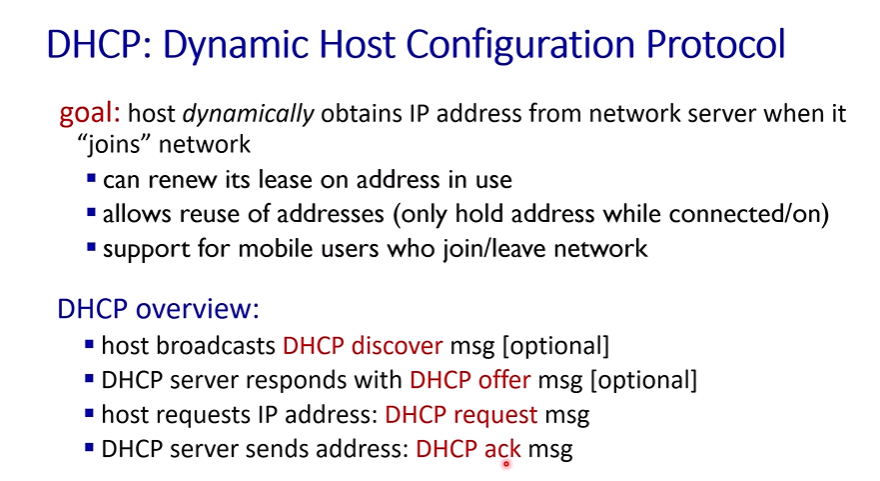 DHCP: Dynamic Host Configuration Protocol
goal: host dynamically obtains IP address from network server when it
“joins” network
▪ can renew its lease on address in use
▪ allows reuse of addresses (only hold address while connected/on)
▪ support for mobile users who join/leave network
DHCP overview:
▪ host broadcasts DHCP discover msg [optional]
▪ DHCP server responds with DHCP offer msg [optional]
▪ host requests IP address: DHCP request msg
▪ DHCP server sends address: DHCP ack msg